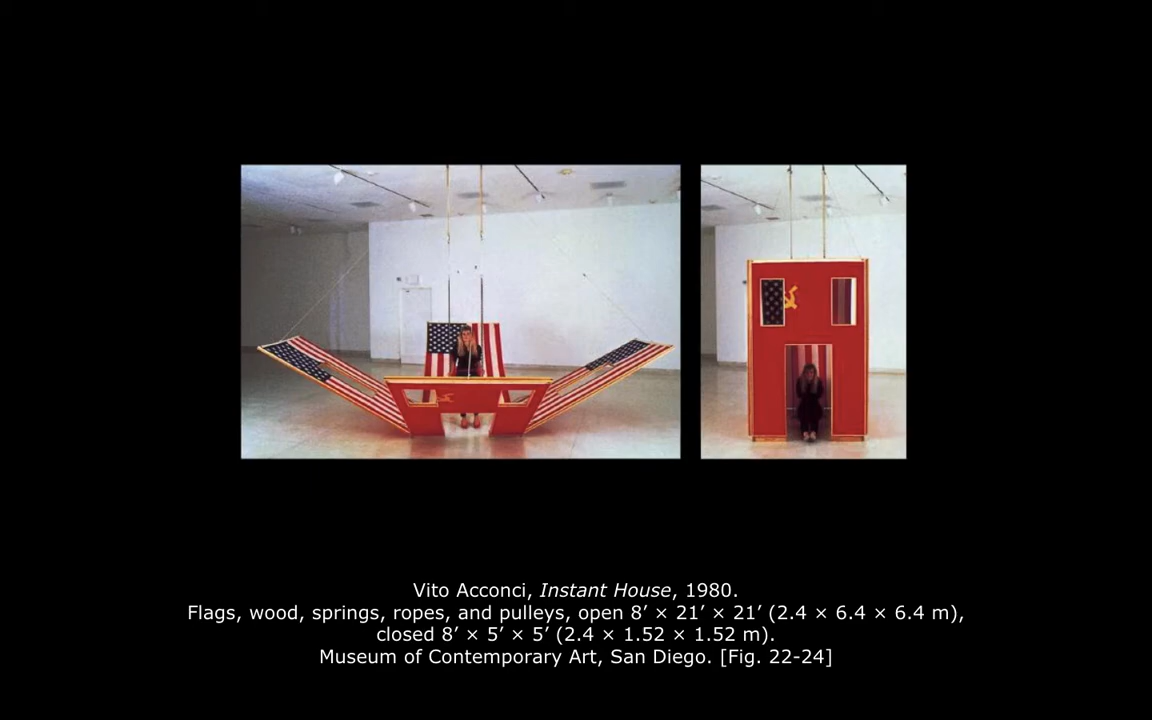 Vito Acconci, Instant House, 1980.
Flags, wood, springs, ropes, and pulleys, open 8′ × 21′ × 21′ (2.4 × 6.4 × 6.4 m),
closed 8′ × 5′ × 5′ (2.4 × 1.52 × 1.52 m).
Museum of Contemporary Art, San Diego. [Fig. 22-24]